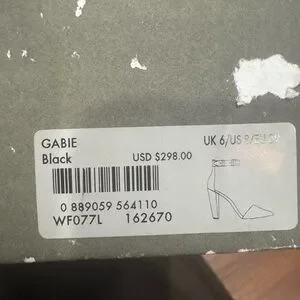 GABIE UK 6/US
Black USD $298.00
0 889059 564110
WF077L 162670